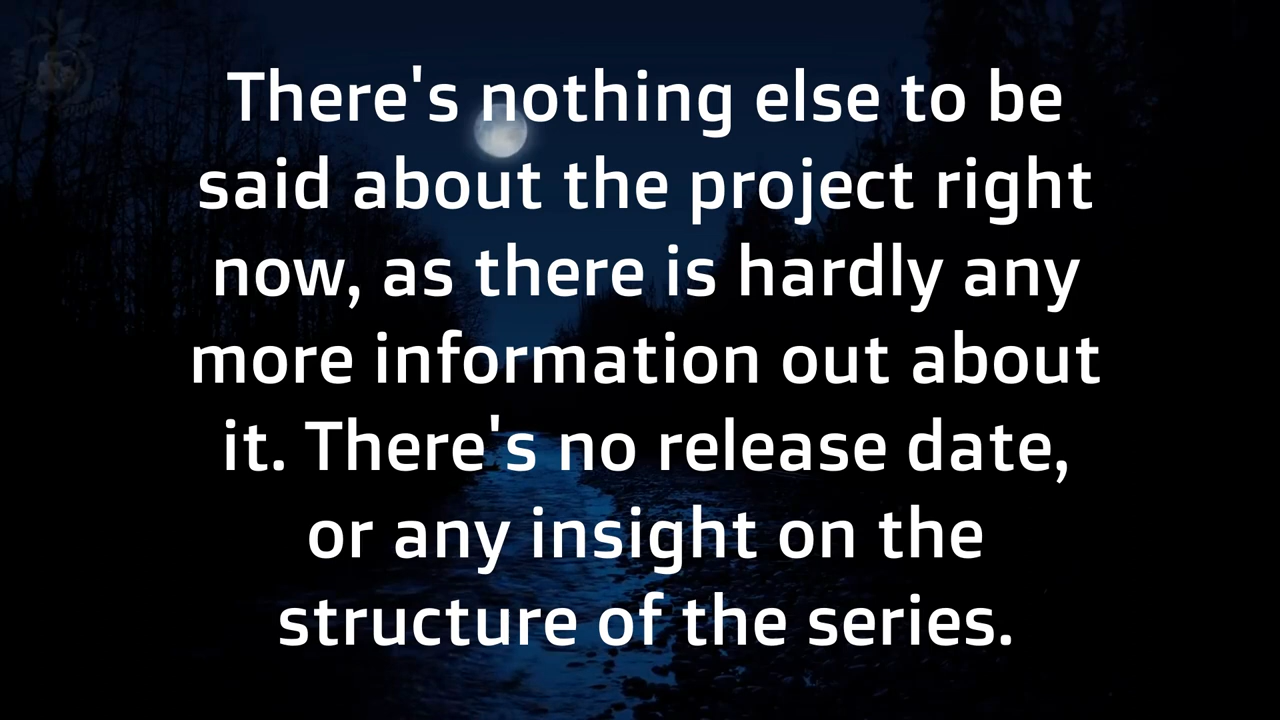 There's nothing else to be
said about the project right
now, as there is hardly any
more information out about
it. There's no release date,
or any insight on the
structure of the series.